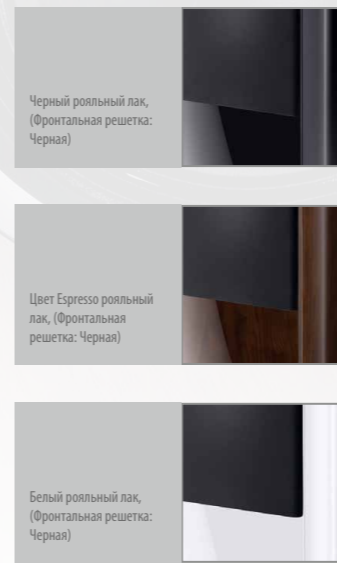 Черный рояльный лак,
(Фронтальная решетка:
Черная)
Цвет Espresso рояльный
лак, (Фронтальная
решетка: Черная)
Белый рояльный лак,
(Фронтальная решетка:
Черная)